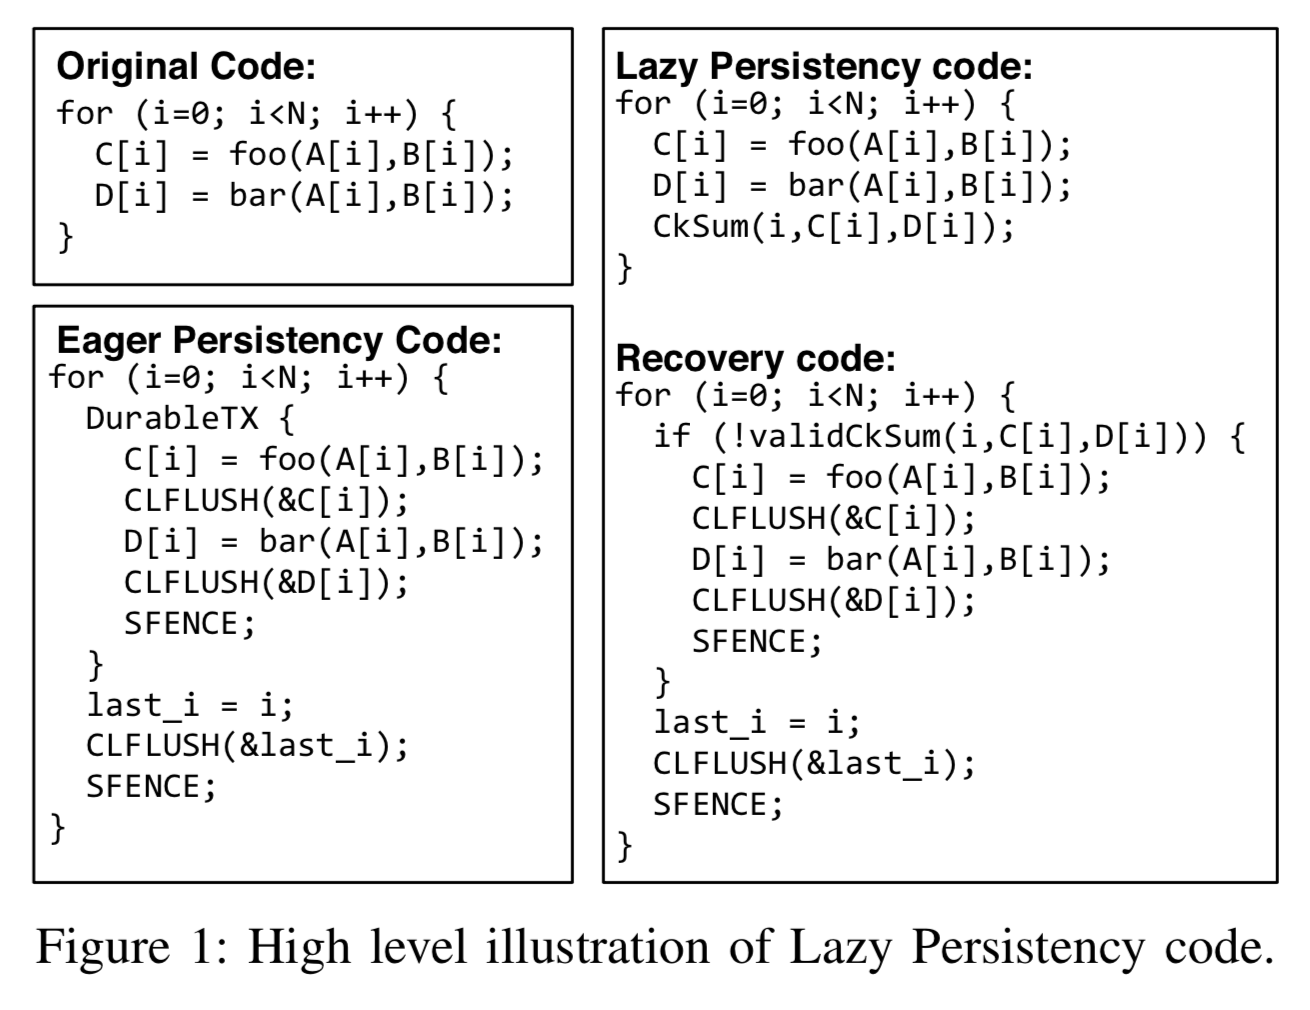 Original Code:
for (i=0; i<N; i++) {
  C[i] = foo(A[i],B[i]);
  D[i] = bar(A[i],B[i]);
}
Eager Persistency Code:
for (i=0; i<N; i++) {
  DurableTX {
    C[i] = foo(A[i],B[i]);
    CLFLUSH(&C[i]);
    D[i] = bar(A[i],B[i]);
    CLFLUSH(&D[i]);
    SFENCE;
  }
  last_i = i;
  CLFLUSH(&last_i);
  SFENCE;
}
Lazy Persistency code:
for (i=0; i<N; i++) {
  C[i] = foo(A[i],B[i]);
  D[i] = bar(A[i],B[i]);
  CkSum(i,C[i],D[i]);
}
Recovery code:
for (i=0; i<N; i++) {
  if (!validCkSum(i,C[i],D[i])) {
    C[i] = foo(A[i],B[i]);
    CLFLUSH(&C[i]);
    D[i] = bar(A[i],B[i]);
    CLFLUSH(&D[i]);
    SFENCE;
  }
  last_i = i;
  CLFLUSH(&last_i);
  SFENCE;
}
Figure 1: High level illustration of Lazy Persistency code.